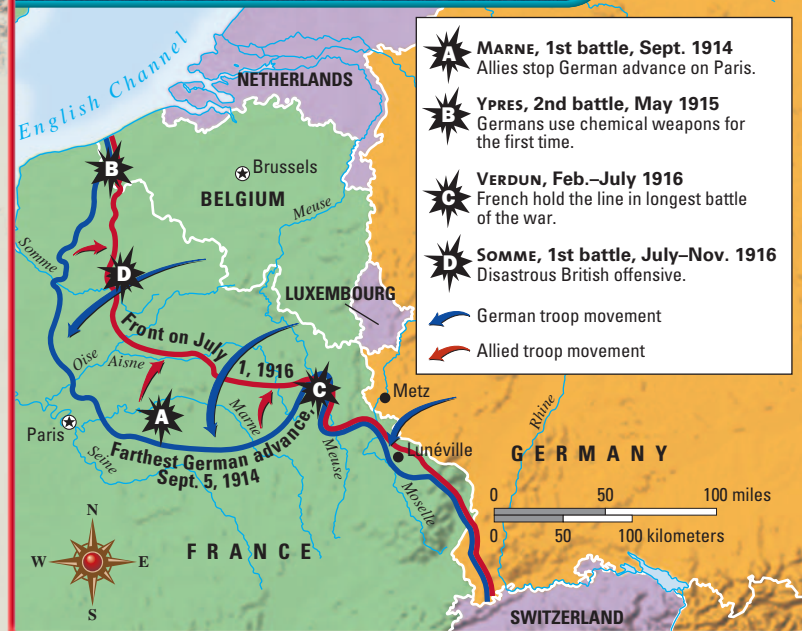 English Channel
NETHERLANDS
Brussels
BELGIUM
Meuse
Somme
LUXEMBOURG
Front on July
1, 1916
Oise
Aisne
Marne
Metz
Paris
Seine
Farthest German advance,
Sept. 5, 1914
Meuse
Lunéville
Moselle
Rhine
GERMANY
FRANCE
SWITZERLAND
N
W E
S
0 50 100 miles
0 50 100 kilometers
A
B
C
D
A MARNE, 1st battle, Sept. 1914
Allies stop German advance on Paris.
B YPRES, 2nd battle, May 1915
Germans use chemical weapons for
the first time.
C VERDUN, Feb.–July 1916
French hold the line in longest battle
of the war.
D SOMME, 1st battle, July–Nov. 1916
Disastrous British offensive.
German troop movement
Allied troop movement